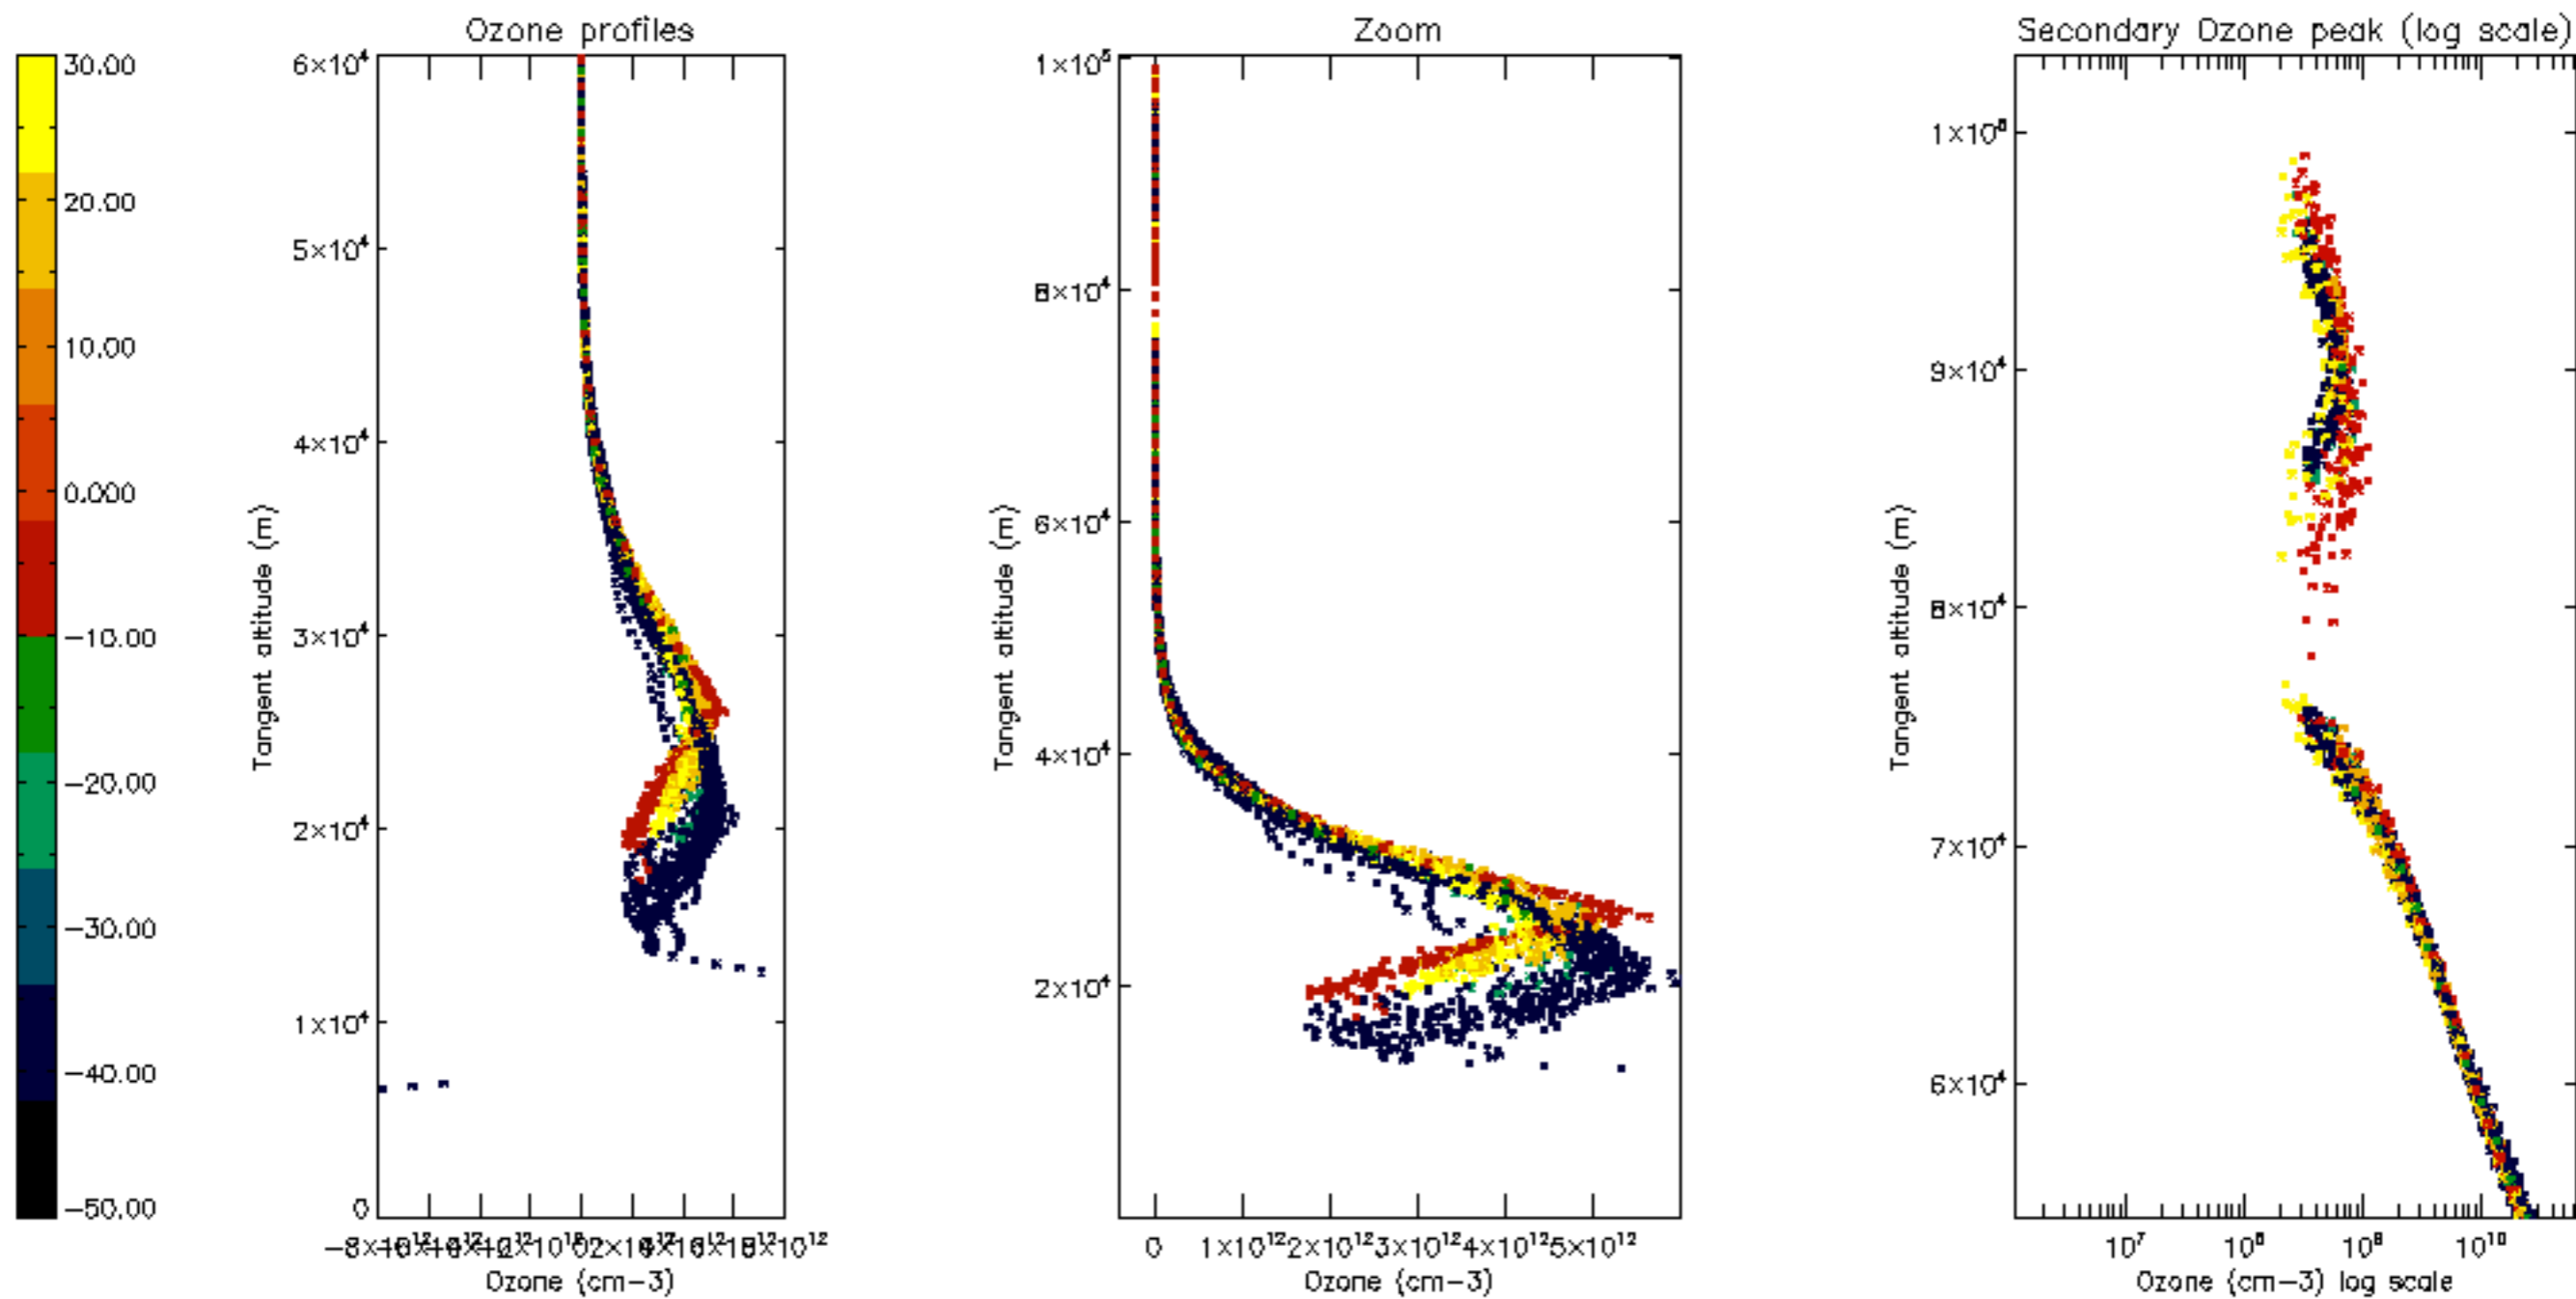 Ozone profiles
Zoom
Secondary Ozone peak (log scale)
30.00
20.00
10.00
0.000
-10.00
-20.00
-30.00
-40.00
-50.00
6×10⁴
5×10⁴
4×10⁴
3×10⁴
2×10⁴
1×10⁴
0
Tangent altitude (m)
Ozone (cm-3)
1×10⁵
8×10⁴
6×10⁴
4×10⁴
2×10⁴
Tangent altitude (m)
0 1×10¹² 2×10¹² 3×10¹² 4×10¹² 5×10¹²
Ozone (cm-3)
9×10⁴
8×10⁴
7×10⁴
6×10⁴
Tangent altitude (m)
10⁷ 10⁸ 10⁹ 10¹⁰
Ozone (cm-3) log scale